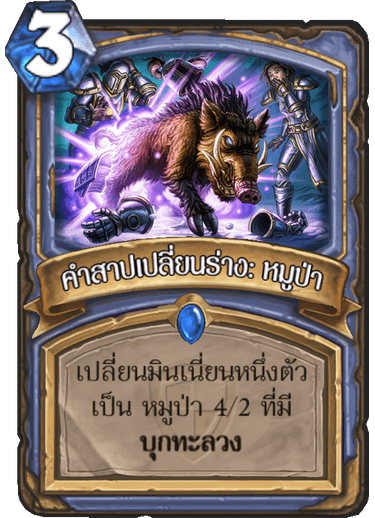 3
คำสาปเปลี่ยนร่าง: หมูป่า
เปลี่ยนมินเนี่ยนหนึ่งตัว
เป็น หมูป่า 4/2 ที่มี
บุกทะลวง